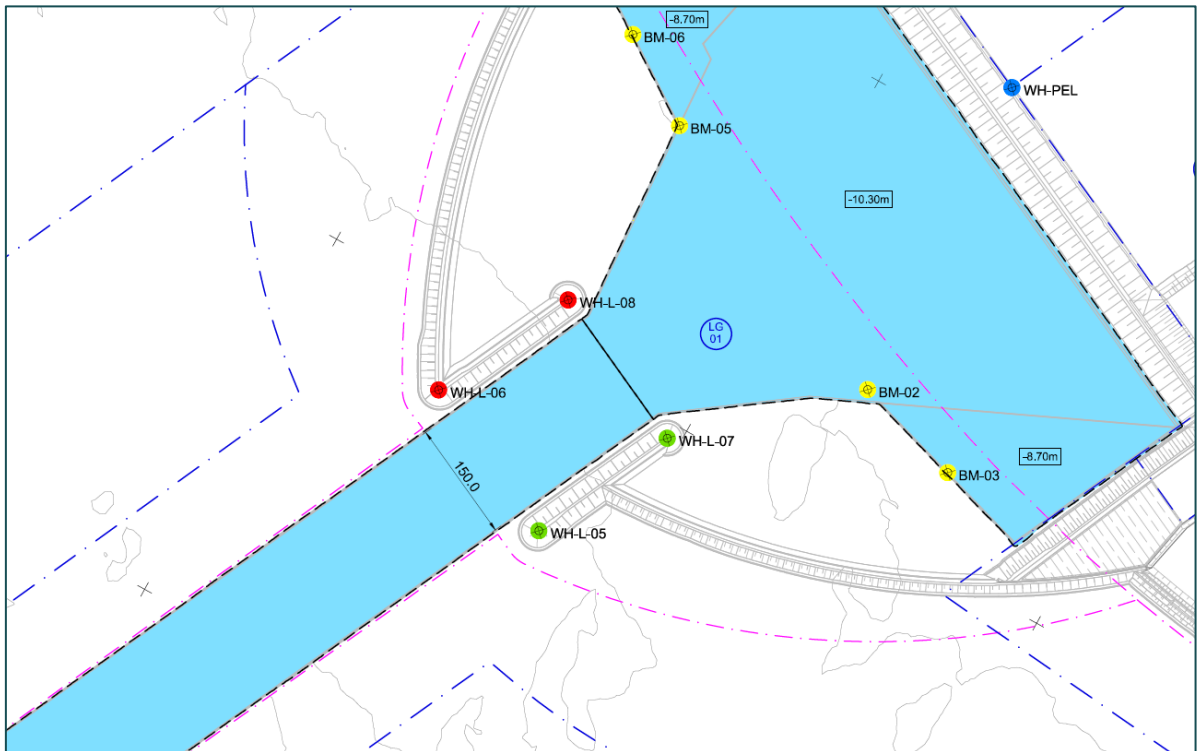 -8.70m
BM-06
WH-PEL
BM-05
-10.30m
WH-L-08
LG
01
WH-L-06
BM-02
WH-L-07
-8.70m
150.0
BM-03
WH-L-05